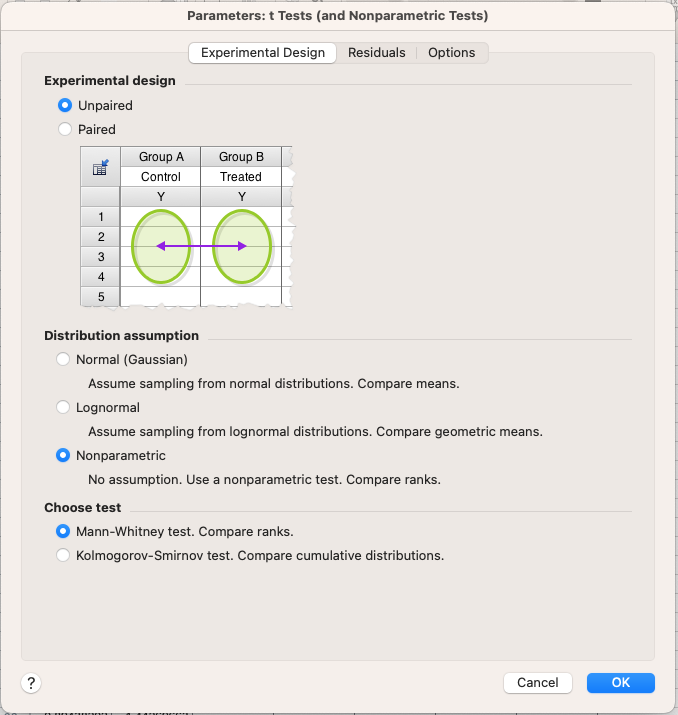 Parameters: t Tests (and Nonparametric Tests)
Experimental Design Residuals Options
Experimental design
Unpaired
Paired
Group A Group B
Control Treated
Y Y
1
2
3
4
5
Distribution assumption
Normal (Gaussian)
Assume sampling from normal distributions. Compare means.
Lognormal
Assume sampling from lognormal distributions. Compare geometric means.
Nonparametric
No assumption. Use a nonparametric test. Compare ranks.
Choose test
Mann-Whitney test. Compare ranks.
Kolmogorov-Smirnov test. Compare cumulative distributions.
? Cancel OK